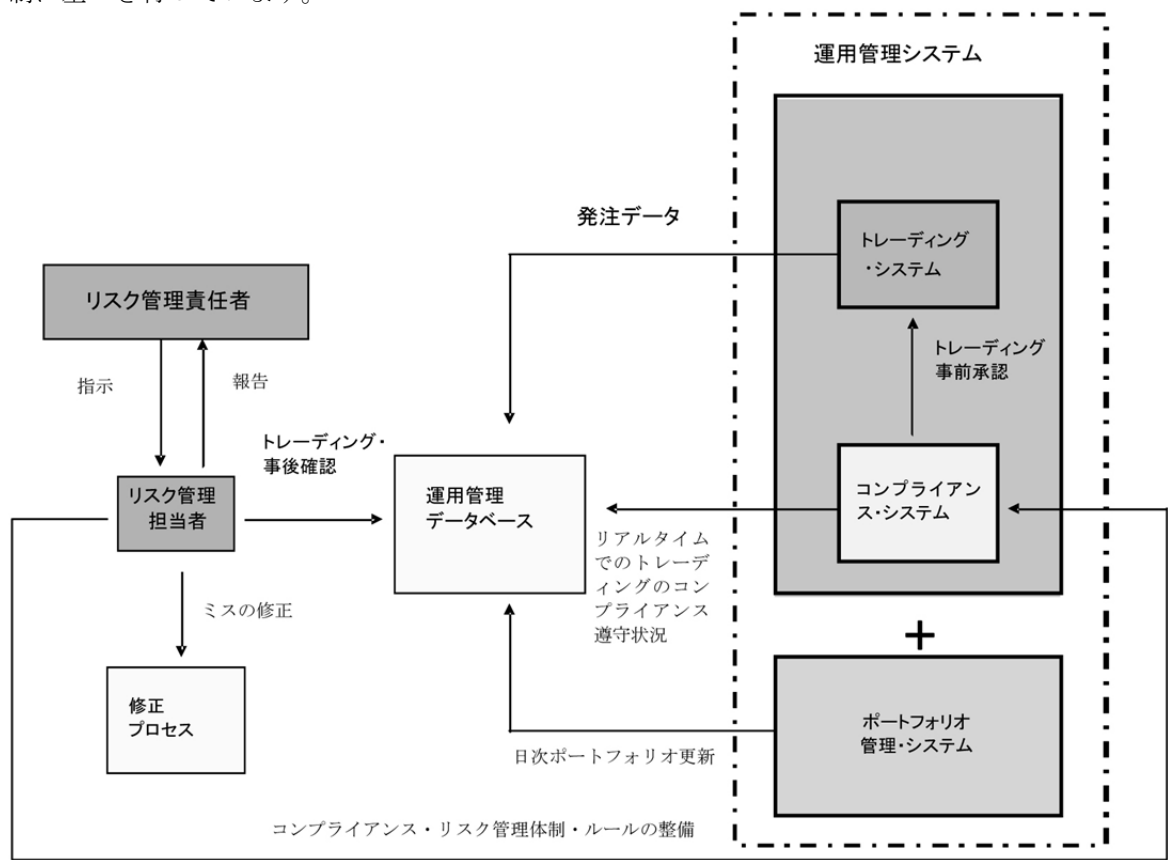 運用管理システム
発注データ
トレーディング
・システム
リスク管理責任者
トレーディング
事前承認
指示
報告
トレーディング・
事後確認
リスク管理
担当者
運用管理
データベース
コンプライアン
ス・システム
リアルタイム
でのトレーデ
ィングのコン
プライアンス
遵守状況
ミスの修正
+
修正
プロセス
ポートフォリオ
管理・システム
日次ポートフォリオ更新
コンプライアンス・リスク管理体制・ルールの整備